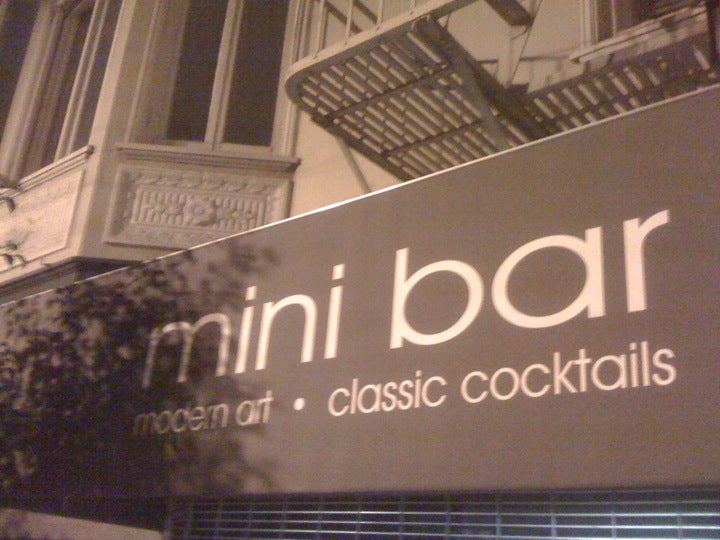 mini bar
modern art • classic cocktails